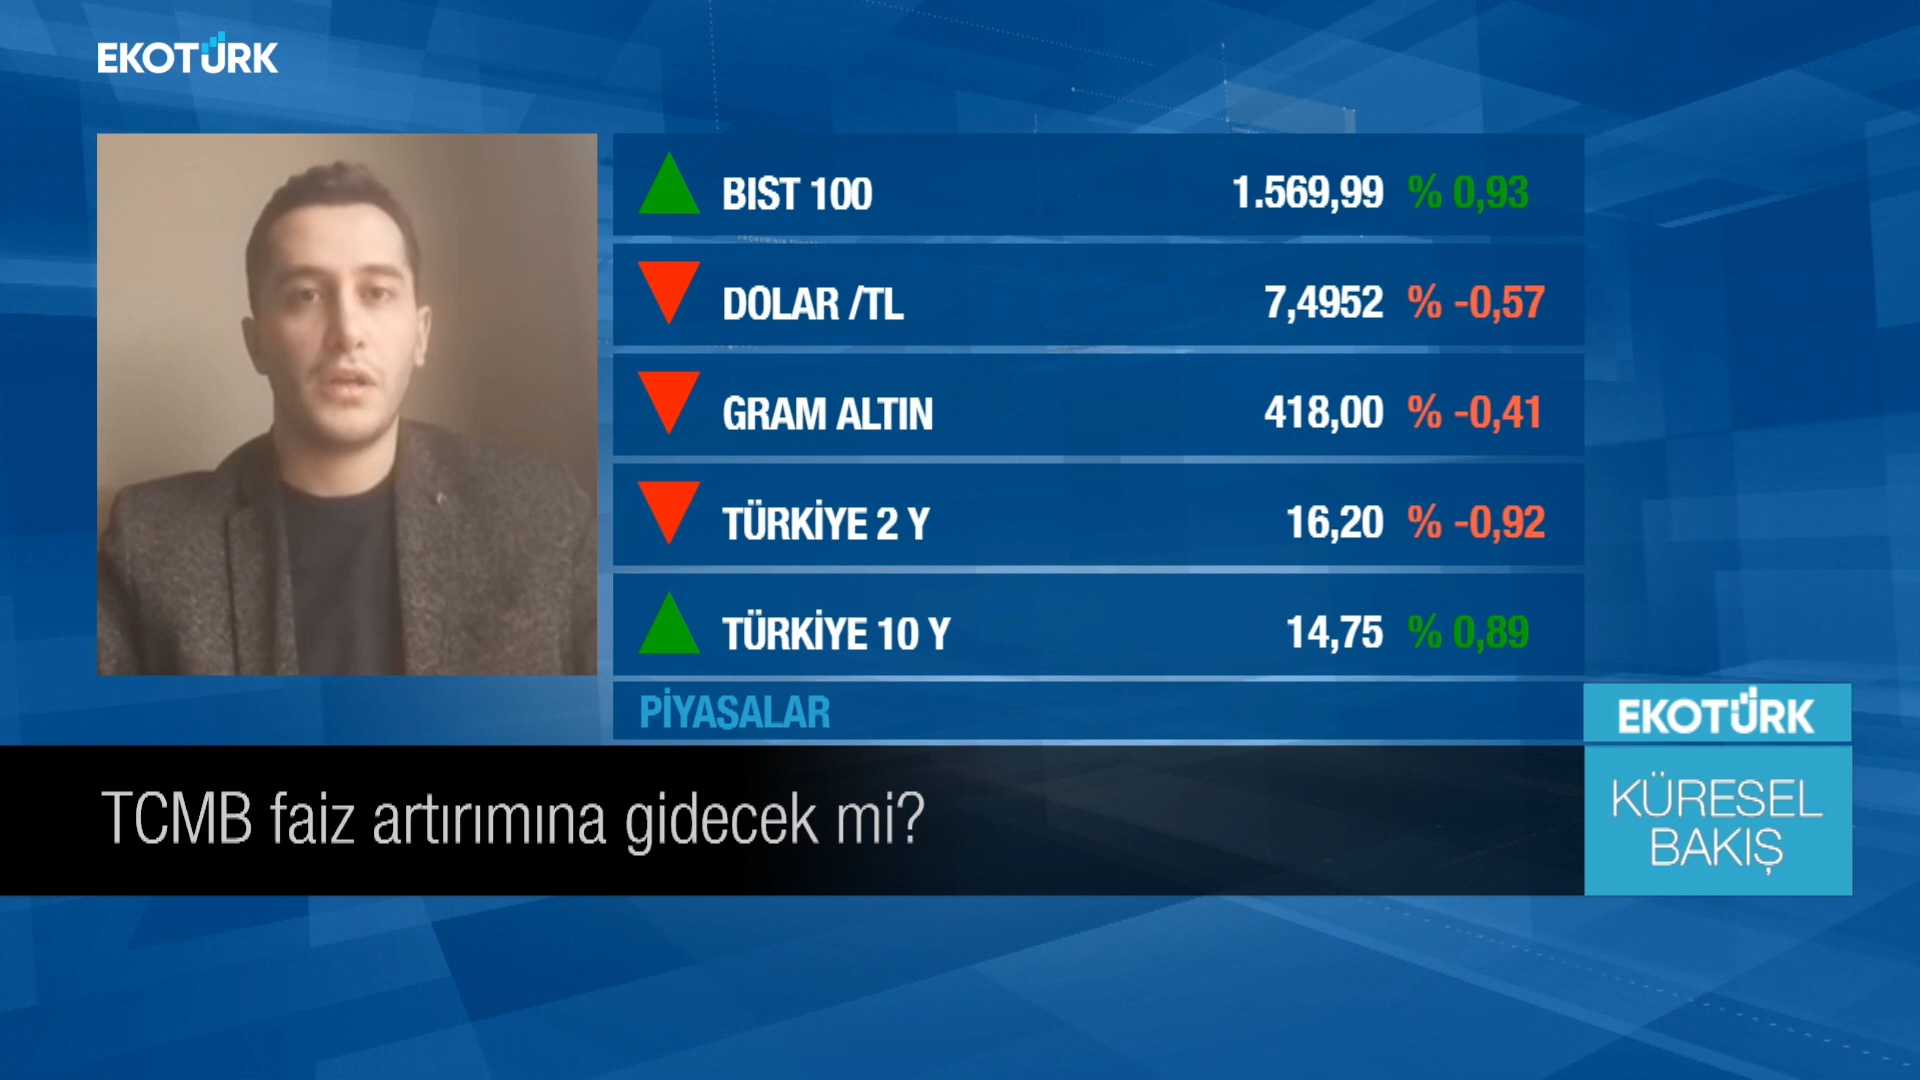 EKOTÜRK
BIST 100 1.569,99 % 0,93
DOLAR /TL 7,4952 % -0,57
GRAM ALTIN 418,00 % -0,41
TÜRKİYE 2 Y 16,20 % -0,92
TÜRKİYE 10 Y 14,75 % 0,89
PİYASALAR
EKOTÜRK
TCMB faiz artırımına gidecek mi?
KÜRESEL
BAKIŞ